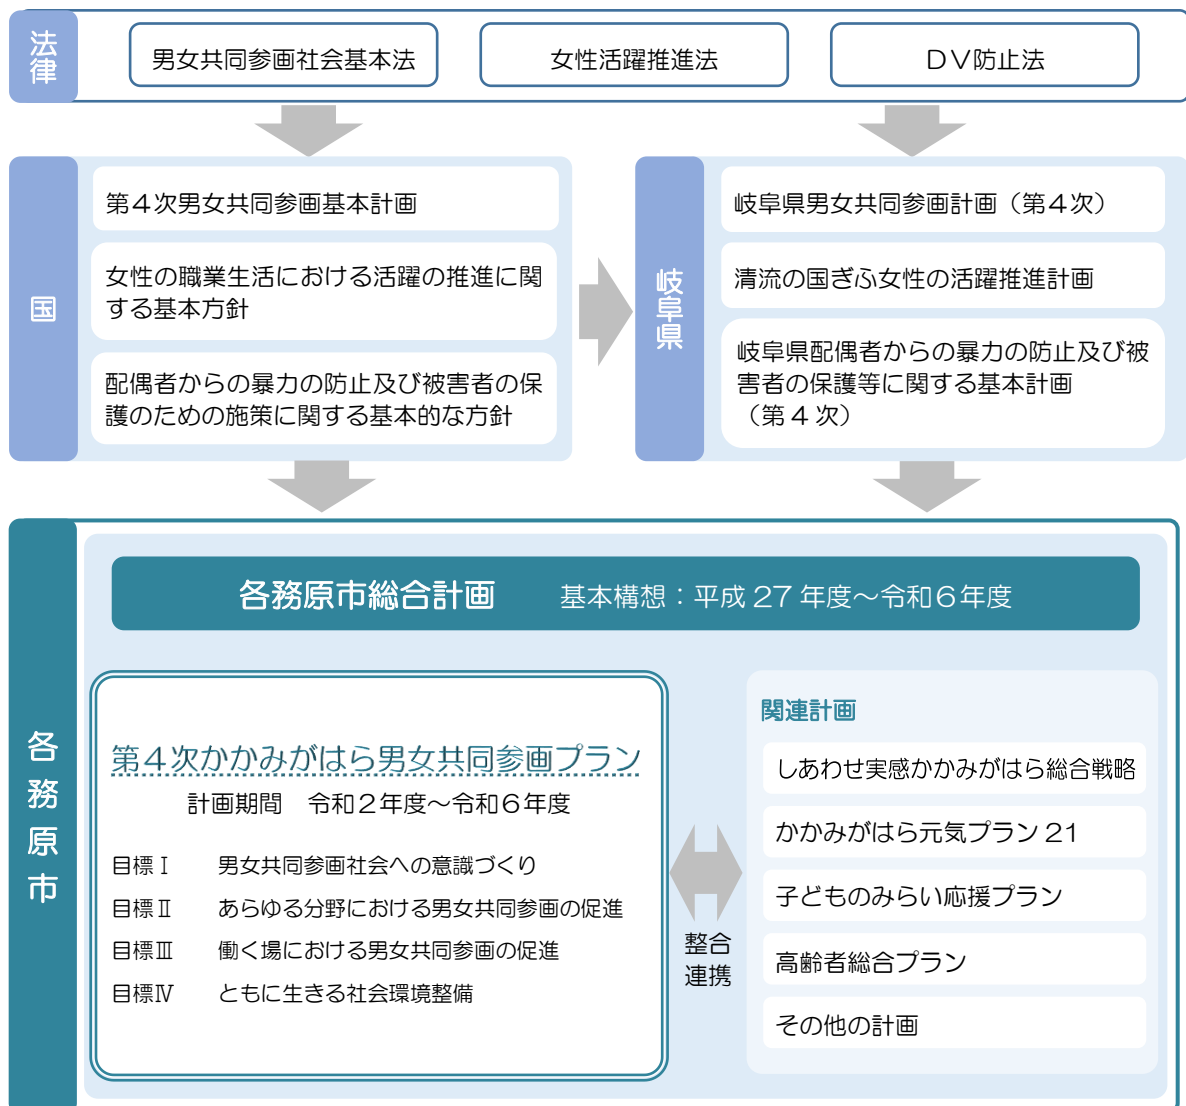 法律
男女共同参画社会基本法
女性活躍推進法
DV防止法
国
第4次男女共同参画基本計画
女性の職業生活における活躍の推進に関
する基本方針
配偶者からの暴力の防止及び被害者の保
護のための施策に関する基本的な方針
岐阜県
岐阜県男女共同参画計画（第4次）
清流の国ぎふ女性の活躍推進計画
岐阜県配偶者からの暴力の防止及び被
害者の保護等に関する基本計画
（第4次）
各務原市
各務原市総合計画　基本構想：平成27年度～令和6年度
第4次かかみがはら男女共同参画プラン
計画期間　令和2年度～令和6年度
目標Ⅰ　男女共同参画社会への意識づくり
目標Ⅱ　あらゆる分野における男女共同参画の促進
目標Ⅲ　働く場における男女共同参画の促進
目標Ⅳ　ともに生きる社会環境整備
整合
連携
関連計画
しあわせ実感かかみがはら総合戦略
かかみがはら元気プラン21
子どものみらい応援プラン
高齢者総合プラン
その他の計画